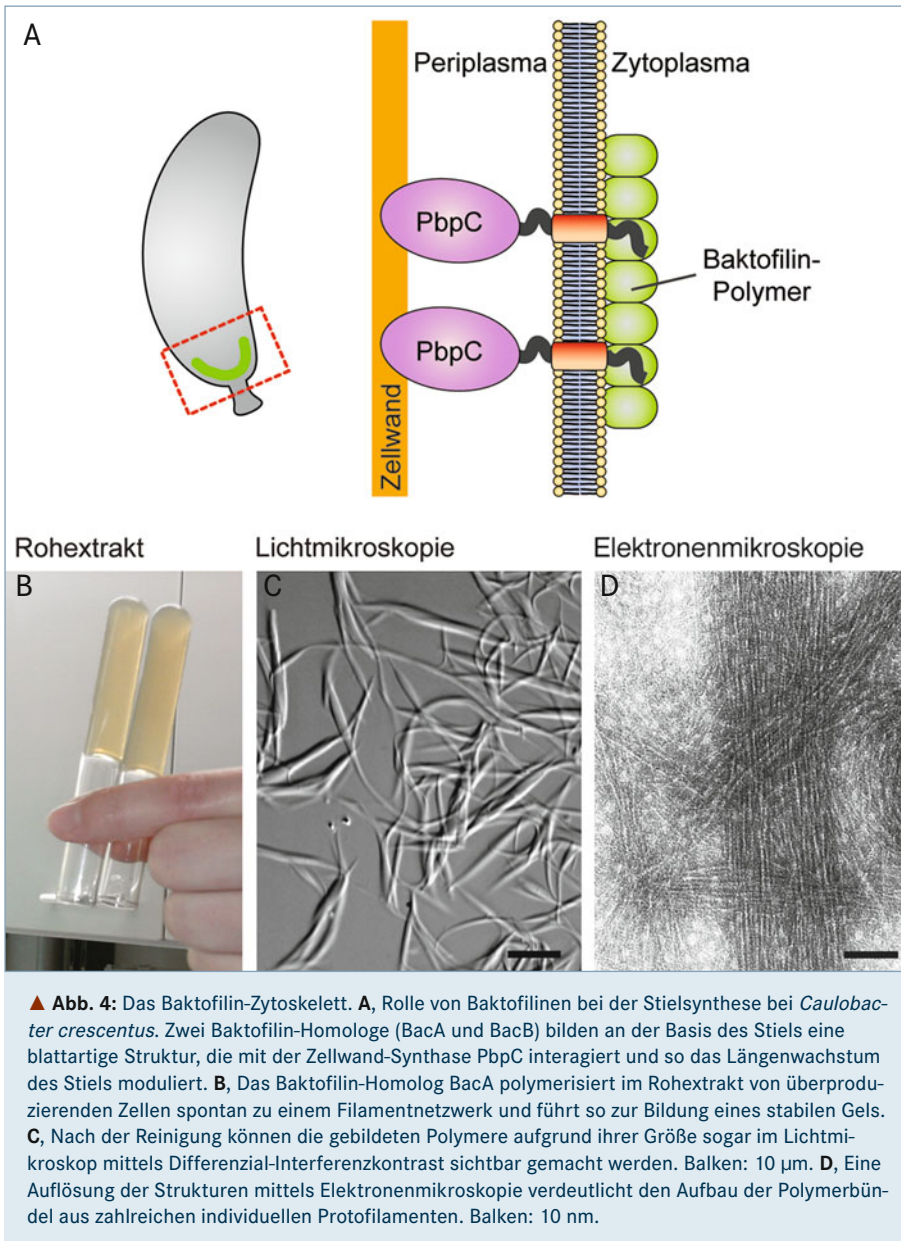 A
Periplasma
Zytoplasma
PbpC
Baktofilin-
Polymer
PbpC
Zellwand
Rohextrakt
Lichtmikroskopie
Elektronenmikroskopie
B
C
D
▲ Abb. 4: Das Baktofilin-Zytoskelett. A, Rolle von Baktofilinen bei der Stielsynthese bei Caulobac-
ter crescentus. Zwei Baktofilin-Homologe (BacA und BacB) bilden an der Basis des Stiels eine
blattartige Struktur, die mit der Zellwand-Synthase PbpC interagiert und so das Längenwachstum
des Stiels moduliert. B, Das Baktofilin-Homolog BacA polymerisiert im Rohextrakt von überprodu-
zierenden Zellen spontan zu einem Filamentnetzwerk und führt so zur Bildung eines stabilen Gels.
C, Nach der Reinigung können die gebildeten Polymere aufgrund ihrer Größe sogar im Lichtmi-
kroskop mittels Differenzial-Interferenzkontrast sichtbar gemacht werden. Balken: 10 µm. D, Eine
Auflösung der Strukturen mittels Elektronenmikroskopie verdeutlicht den Aufbau der Polymerbün-
del aus zahlreichen individuellen Protofilamenten. Balken: 10 nm.